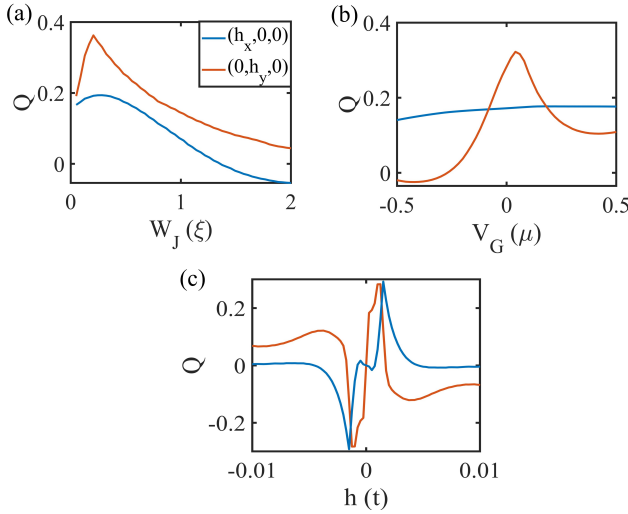 (a)
0.4
0.2
0
Q
0
1
2
W_J (ξ)
(h_x,0,0)
(0,h_y,0)
(b)
0.4
0.2
0
Q
-0.5
0
0.5
V_G (μ)
(c)
0.2
0
-0.2
Q
-0.01
0
0.01
h (t)